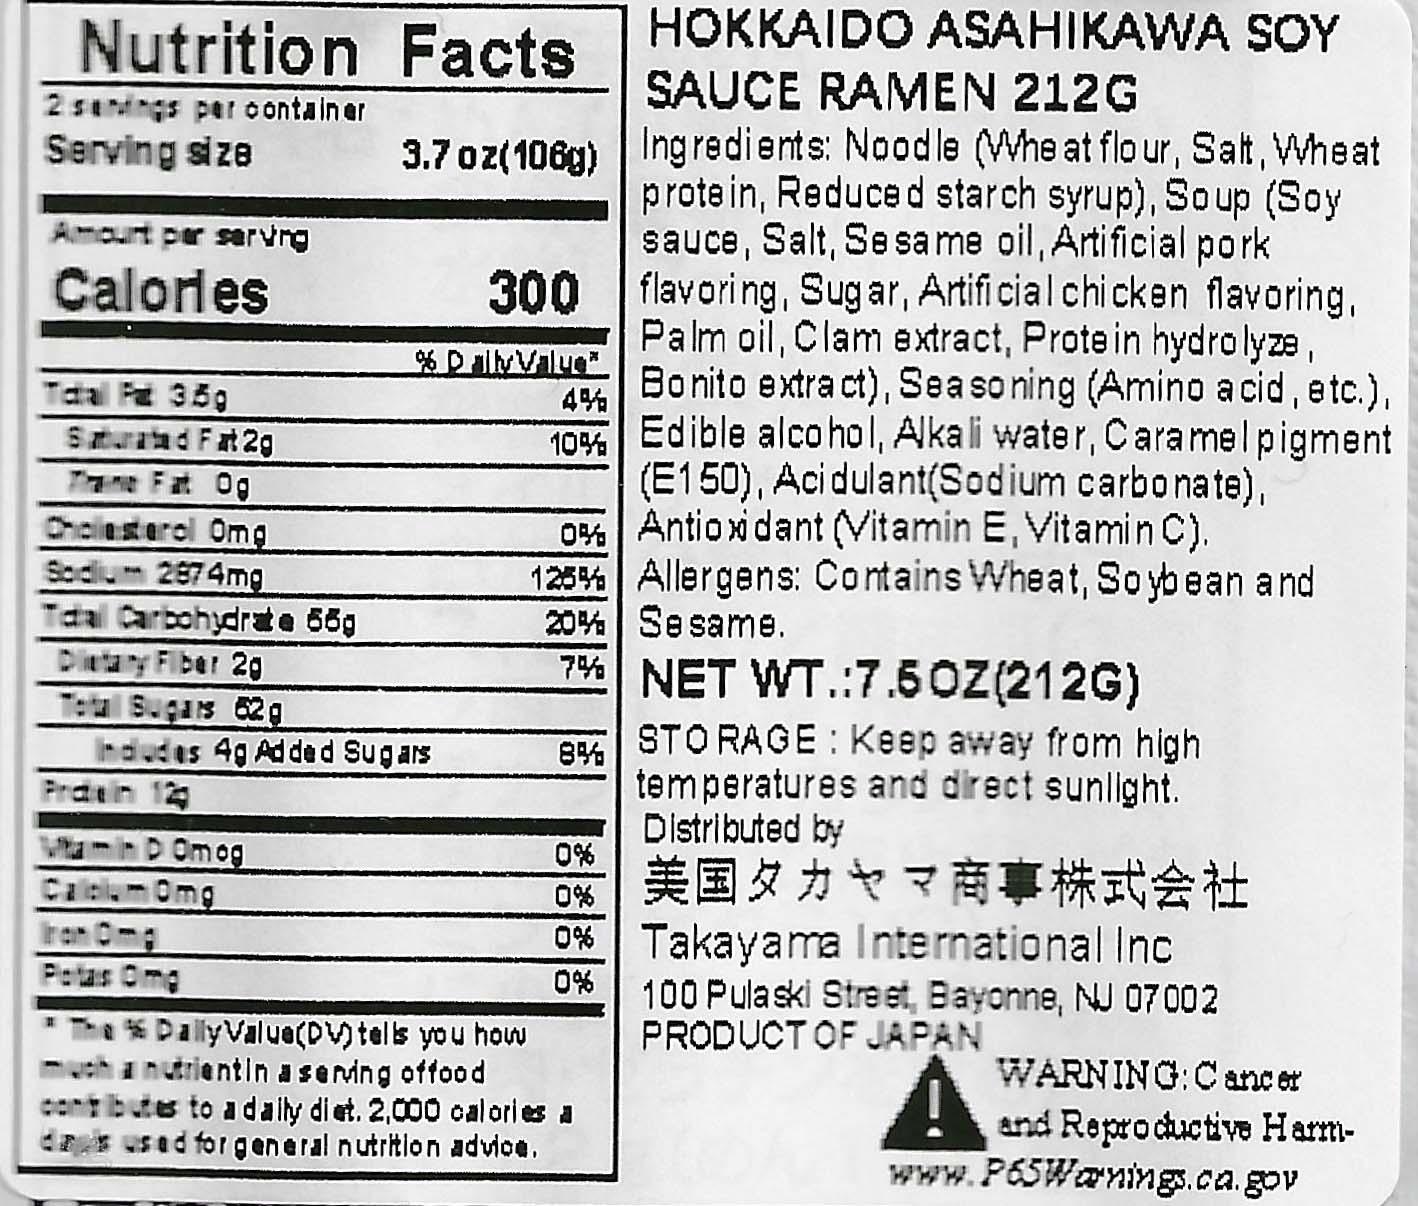 Nutrition Facts
2 servings per container
Serving size 3.7 oz(106g)
Amount per serving
Calories 300
% Daily Value*
Total Fat 3.5g 4%
Saturated Fat 2g 10%
Trans Fat 0g
Cholesterol 0mg 0%
Sodium 2874mg 125%
Total Carbohydrate 56g 20%
Dietary Fiber 2g 7%
Total Sugars 52g
Includes 4g Added Sugars 8%
Protein 12g
Vitamin D 0mcg 0%
Calcium 0mg 0%
Iron 0mg 0%
Potas 0mg 0%
* The % Daily Value(DV) tells you how
much a nutrient in a serving of food
contributes to a daily diet. 2,000 calories a
day is used for general nutrition advice.
HOKKAIDO ASAHIKAWA SOY
SAUCE RAMEN 212G
Ingredients: Noodle (Wheat flour, Salt, Wheat
protein, Reduced starch syrup), Soup (Soy
sauce, Salt, Sesame oil, Artificial pork
flavoring, Sugar, Artificial chicken flavoring,
Palm oil, Clam extract, Protein hydrolyze,
Bonito extract), Seasoning (Amino acid, etc.),
Edible alcohol, Alkali water, Caramel pigment
(E150), Acidulant(Sodium carbonate),
Antioxidant (Vitamin E, Vitamin C).
Allergens: Contains Wheat, Soybean and
Sesame.
NET WT.:7.5 OZ(212G)
STORAGE : Keep away from high
temperatures and direct sunlight.
Distributed by
美国タカヤマ商事株式会社
Takayama International Inc
100 Pulaski Street, Bayonne, NJ 07002
PRODUCT OF JAPAN
WARNING: Cancer
and Reproductive Harm-
www.P65Warnings.ca.gov